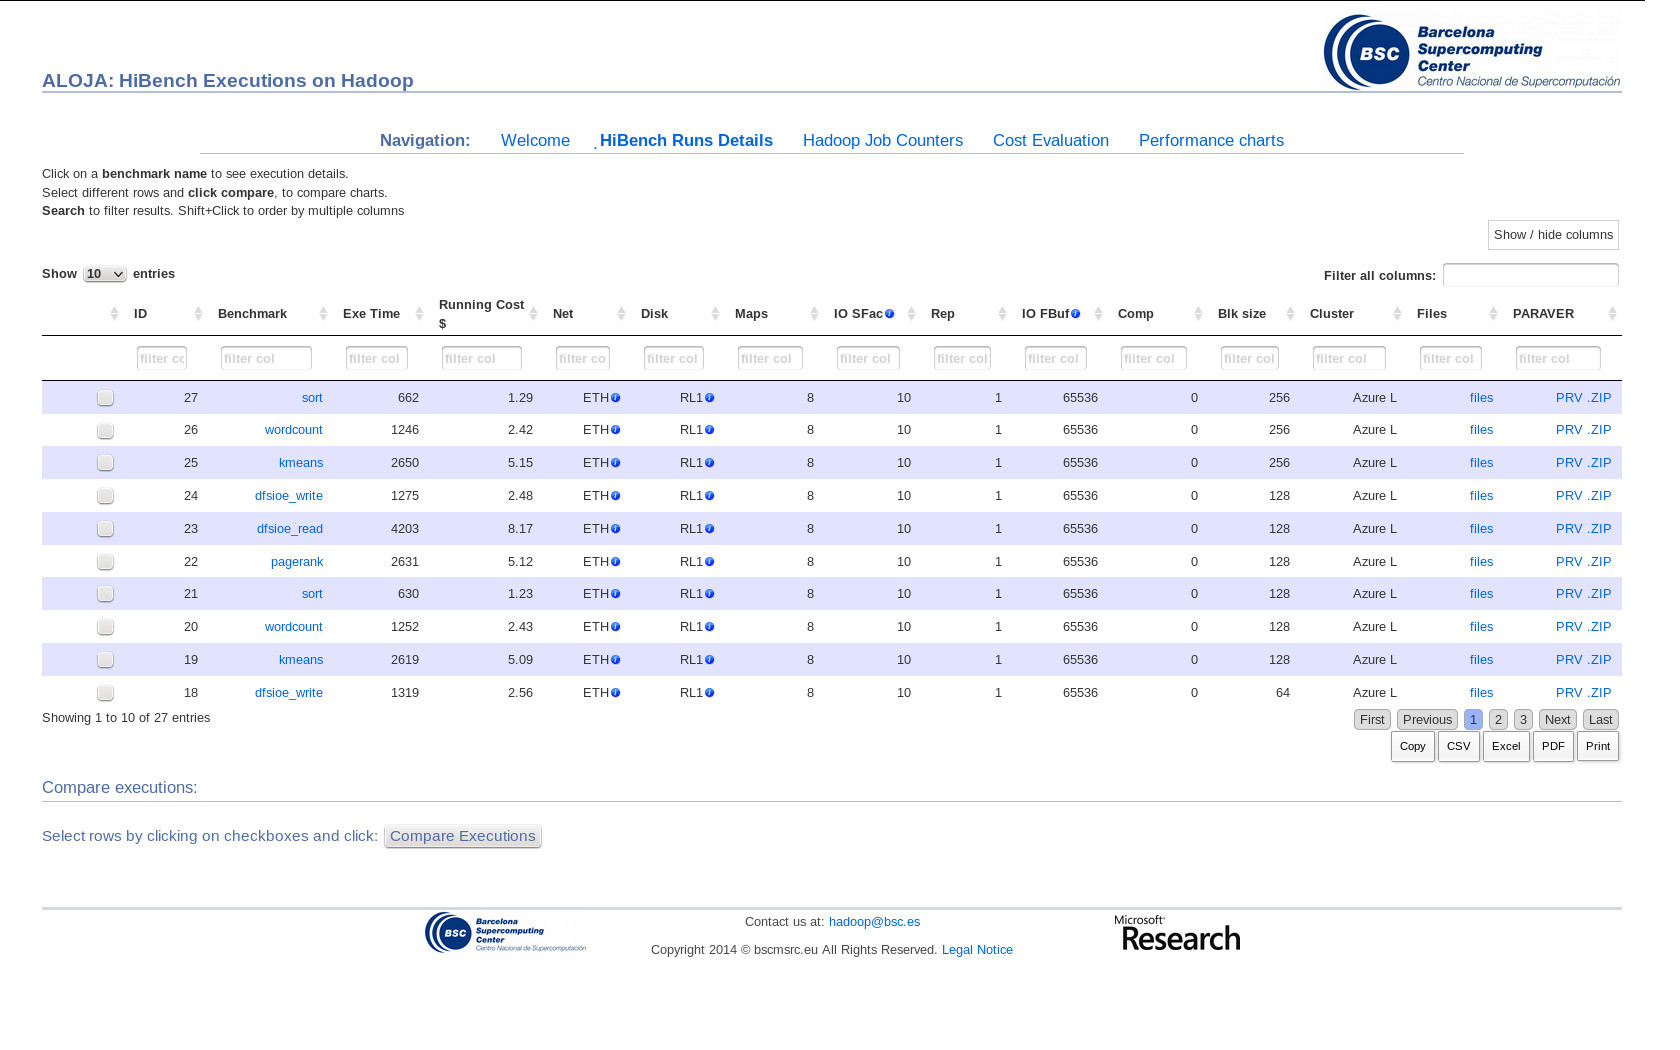 BSC
Barcelona
Supercomputing
Center
Centro Nacional de Supercomputación
ALOJA: HiBench Executions on Hadoop
Navigation: Welcome HiBench Runs Details Hadoop Job Counters Cost Evaluation Performance charts
Click on a benchmark name to see execution details.
Select different rows and click compare, to compare charts.
Search to filter results. Shift+Click to order by multiple columns
Show / hide columns
Show 10 entries Filter all columns:
ID Benchmark Exe Time Running Cost $ Net Disk Maps IO SFac IO Rep IO FBuf Comp Blk size Cluster Files PARAVER
filter cc filter col filter col filter col filter co filter col filter col filter col filter col filter col filter col filter col filter col filter col filter col
27 sort 662 1.29 ETH RL1 8 10 1 65536 0 256 Azure L files PRV .ZIP
26 wordcount 1246 2.42 ETH RL1 8 10 1 65536 0 256 Azure L files PRV .ZIP
25 kmeans 2650 5.15 ETH RL1 8 10 1 65536 0 256 Azure L files PRV .ZIP
24 dfsioe_write 1275 2.48 ETH RL1 8 10 1 65536 0 128 Azure L files PRV .ZIP
23 dfsioe_read 4203 8.17 ETH RL1 8 10 1 65536 0 128 Azure L files PRV .ZIP
22 pagerank 2631 5.12 ETH RL1 8 10 1 65536 0 128 Azure L files PRV .ZIP
21 sort 630 1.23 ETH RL1 8 10 1 65536 0 128 Azure L files PRV .ZIP
20 wordcount 1252 2.43 ETH RL1 8 10 1 65536 0 128 Azure L files PRV .ZIP
19 kmeans 2619 5.09 ETH RL1 8 10 1 65536 0 128 Azure L files PRV .ZIP
18 dfsioe_write 1319 2.56 ETH RL1 8 10 1 65536 0 64 Azure L files PRV .ZIP
Showing 1 to 10 of 27 entries First Previous 1 2 3 Next Last
Copy CSV Excel PDF Print
Compare executions:
Select rows by clicking on checkboxes and click: Compare Executions
BSC
Barcelona
Supercomputing
Center
Centro Nacional de Supercomputación
Contact us at: hadoop@bsc.es
Copyright 2014 © bscmsrc.eu All Rights Reserved. Legal Notice
Microsoft
Research